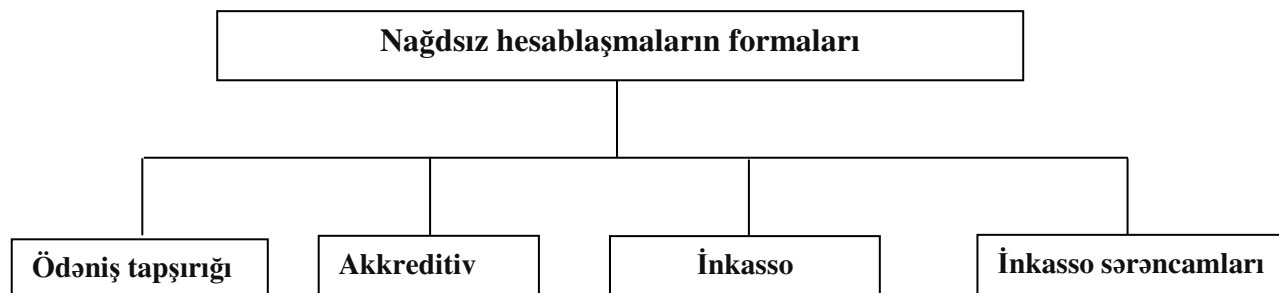 Nağdsız hesablaşmaların formaları
Ödəniş tapşırığı
Akkreditiv
İnkasso
İnkasso sərəncamları